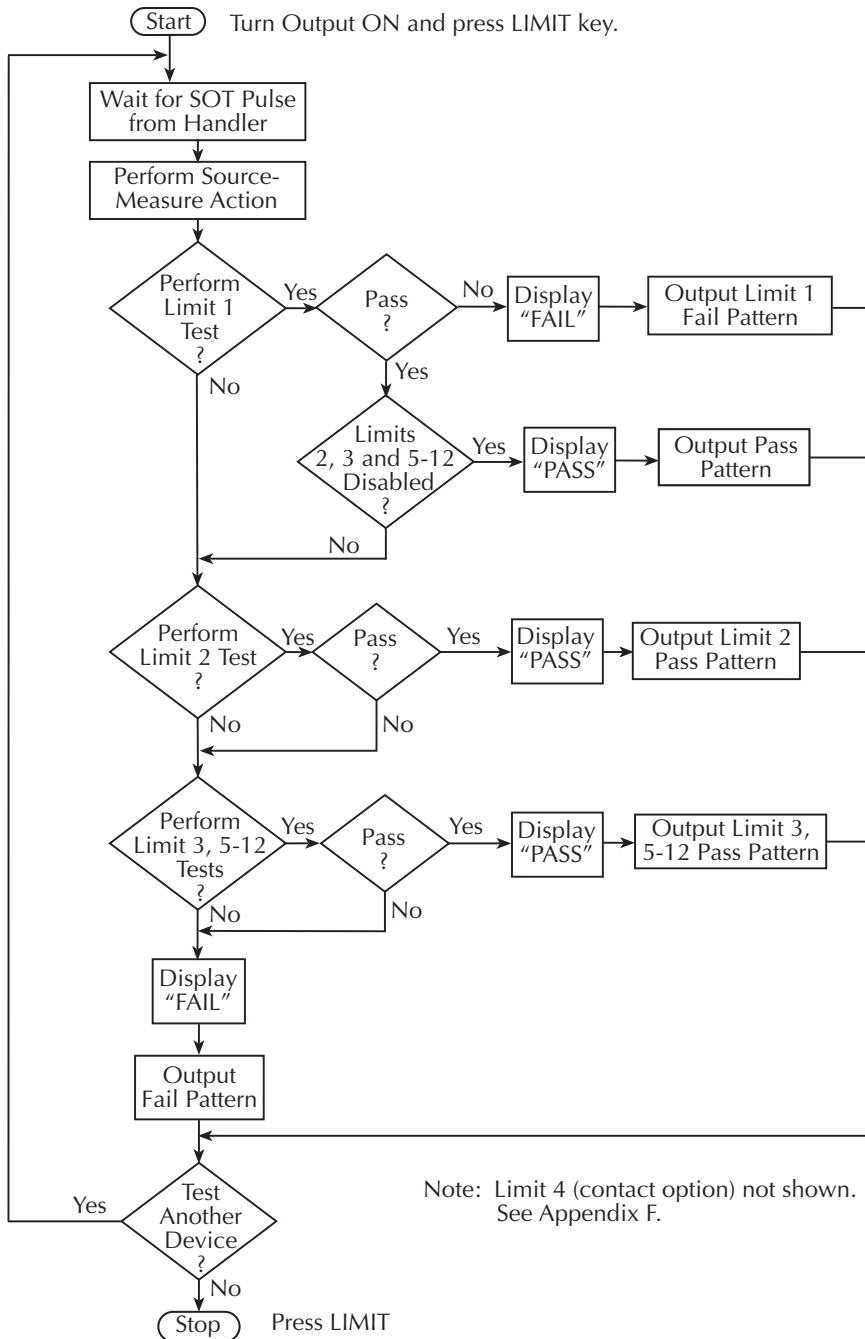 Start
Turn Output ON and press LIMIT key.
Wait for SOT Pulse
from Handler
Perform Source-
Measure Action
Perform
Limit 1
Test
?
Yes
Pass
?
No
Display
“FAIL”
Output Limit 1
Fail Pattern
No
Yes
Limits
2, 3 and 5-12
Disabled
?
Yes
Display
“PASS”
Output Pass
Pattern
No
Perform
Limit 2 Test
?
Yes
Pass
?
Yes
Display
“PASS”
Output Limit 2
Pass Pattern
No
No
Perform
Limit 3, 5-12
Tests
?
Yes
Pass
?
Yes
Display
“PASS”
Output Limit 3,
5-12 Pass Pattern
No
No
Display
“FAIL”
Output
Fail Pattern
Yes
Test
Another
Device
?
Note: Limit 4 (contact option) not shown.
See Appendix F.
No
Stop
Press LIMIT